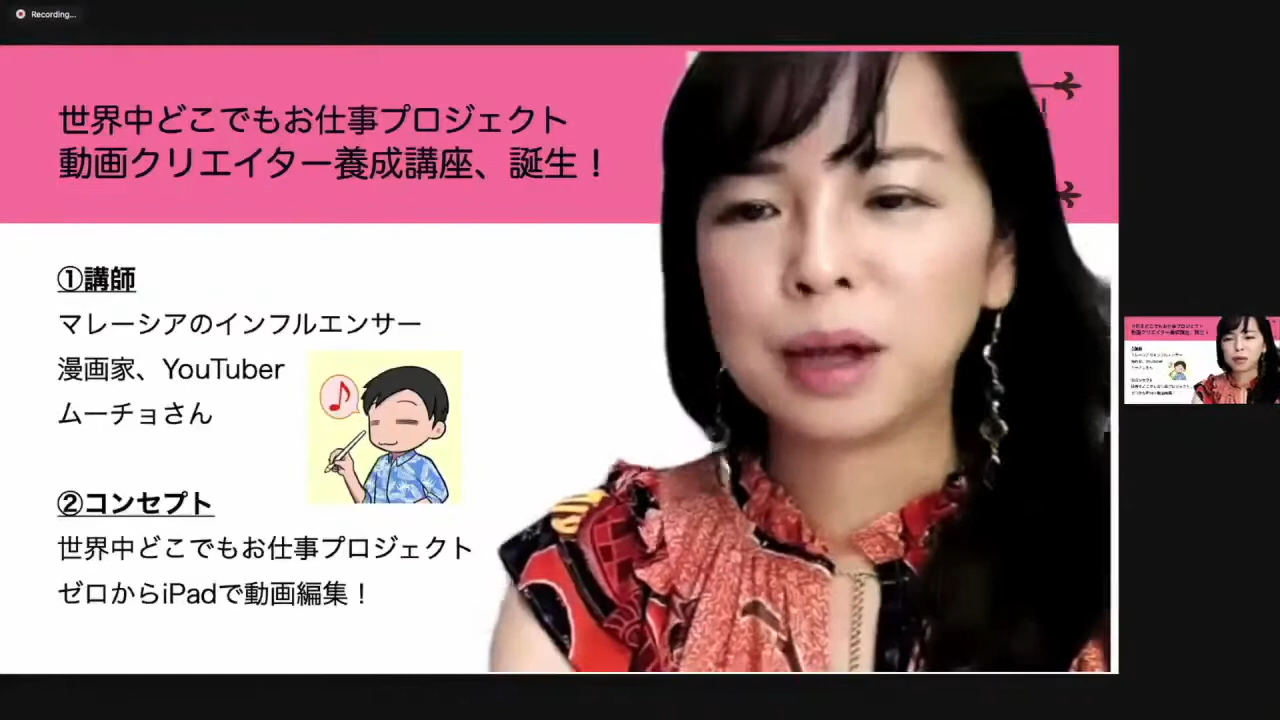 Recording...
世界中どこでもお仕事プロジェクト
動画クリエイター養成講座、誕生！
①講師
マレーシアのインフルエンサー
漫画家、YouTuber
ムーチョさん
②コンセプト
世界中どこでもお仕事プロジェクト
ゼロからiPadで動画編集！